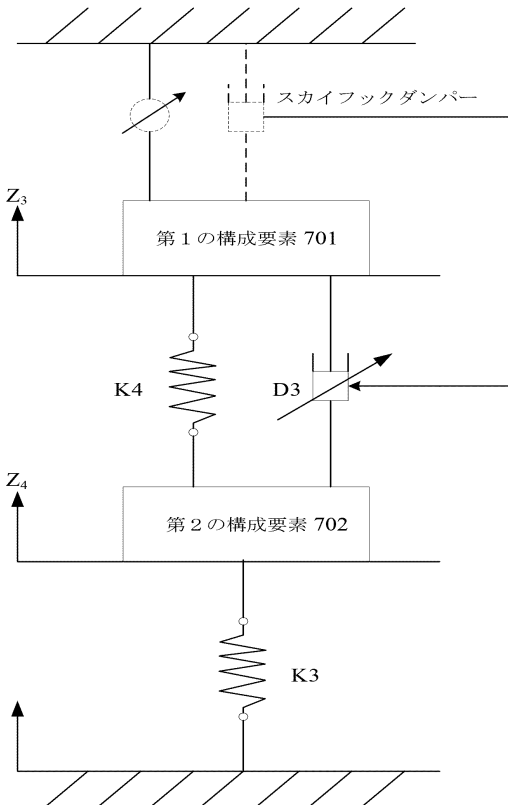 スカイフックダンパー
Z3
第1の構成要素 701
K4
D3
Z4
第2の構成要素 702
K3